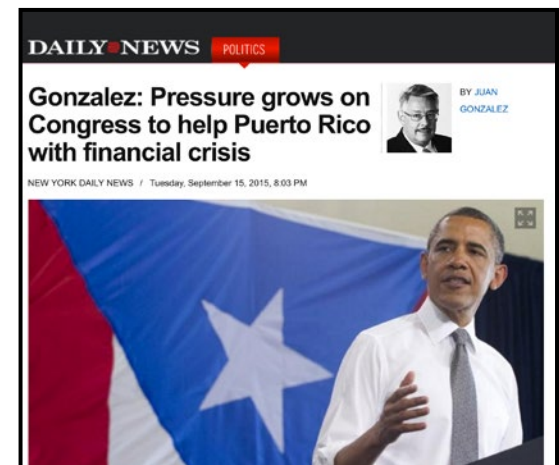 DAILY NEWS POLITICS
Gonzalez: Pressure grows on
Congress to help Puerto Rico
with financial crisis
BY JUAN
GONZALEZ
NEW YORK DAILY NEWS / Tuesday, September 15, 2015, 8:03 PM